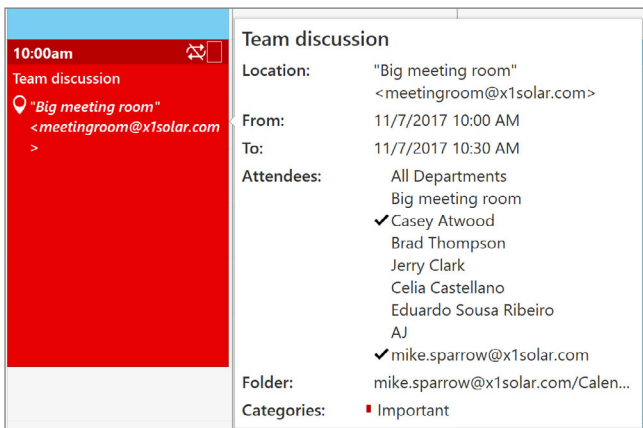 10:00am
Team discussion
"Big meeting room"
<meetingroom@x1solar.com
>
Team discussion
Location: "Big meeting room"
<meetingroom@x1solar.com>
From: 11/7/2017 10:00 AM
To: 11/7/2017 10:30 AM
Attendees: All Departments
Big meeting room
Casey Atwood
Brad Thompson
Jerry Clark
Celia Castellano
Eduardo Sousa Ribeiro
AJ
mike.sparrow@x1solar.com
Folder: mike.sparrow@x1solar.com/Calen...
Categories: Important